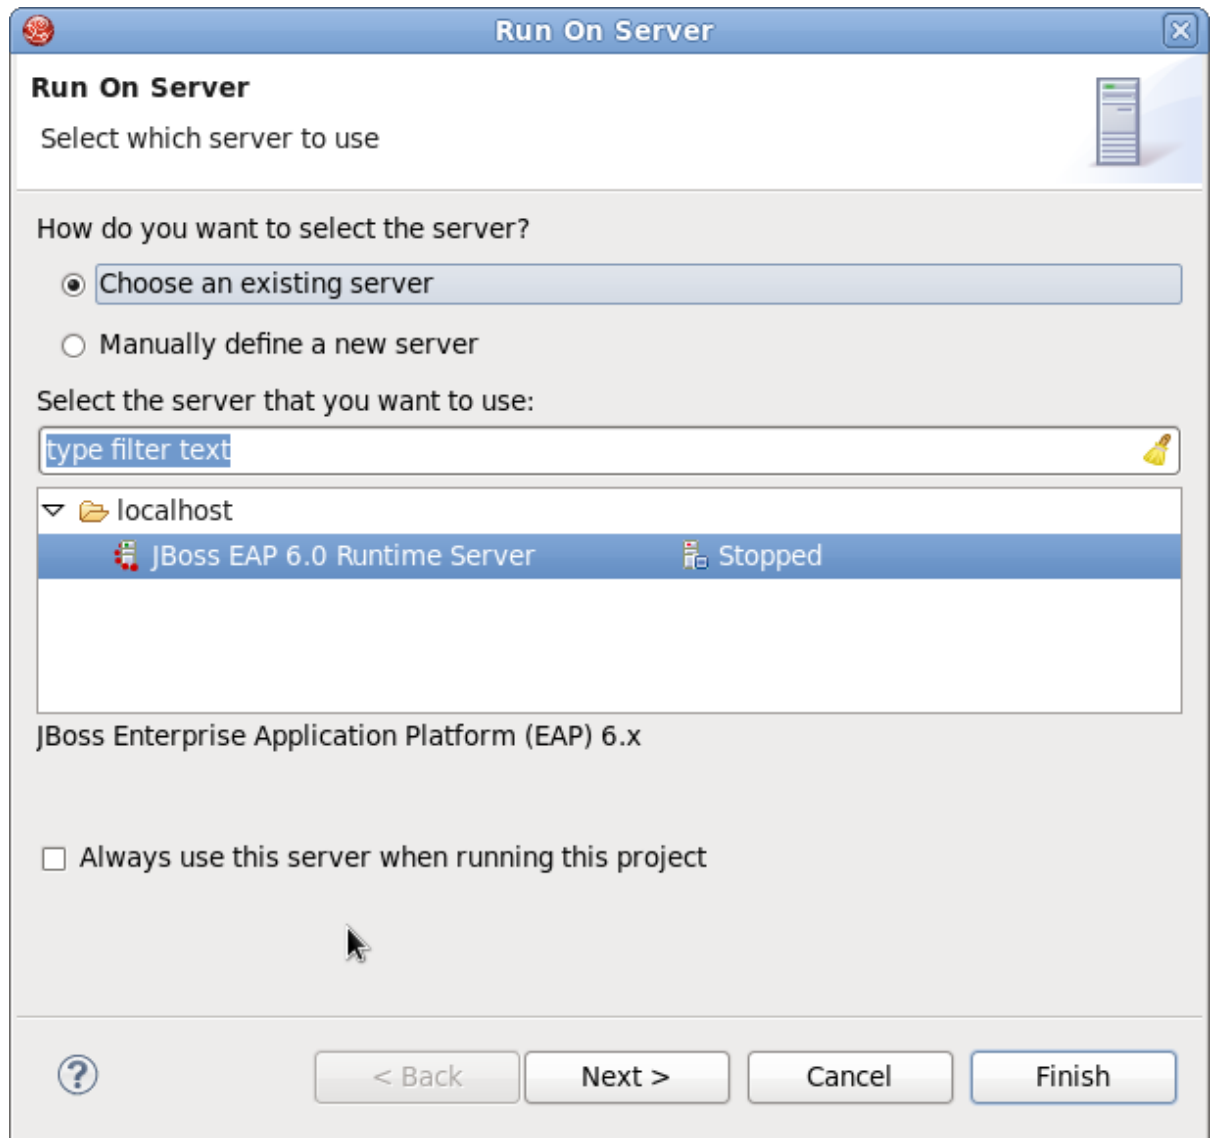 Run On Server
Run On Server
Select which server to use
How do you want to select the server?
Choose an existing server
Manually define a new server
Select the server that you want to use:
type filter text
localhost
JBoss EAP 6.0 Runtime Server Stopped
JBoss Enterprise Application Platform (EAP) 6.x
Always use this server when running this project
? < Back Next > Cancel Finish